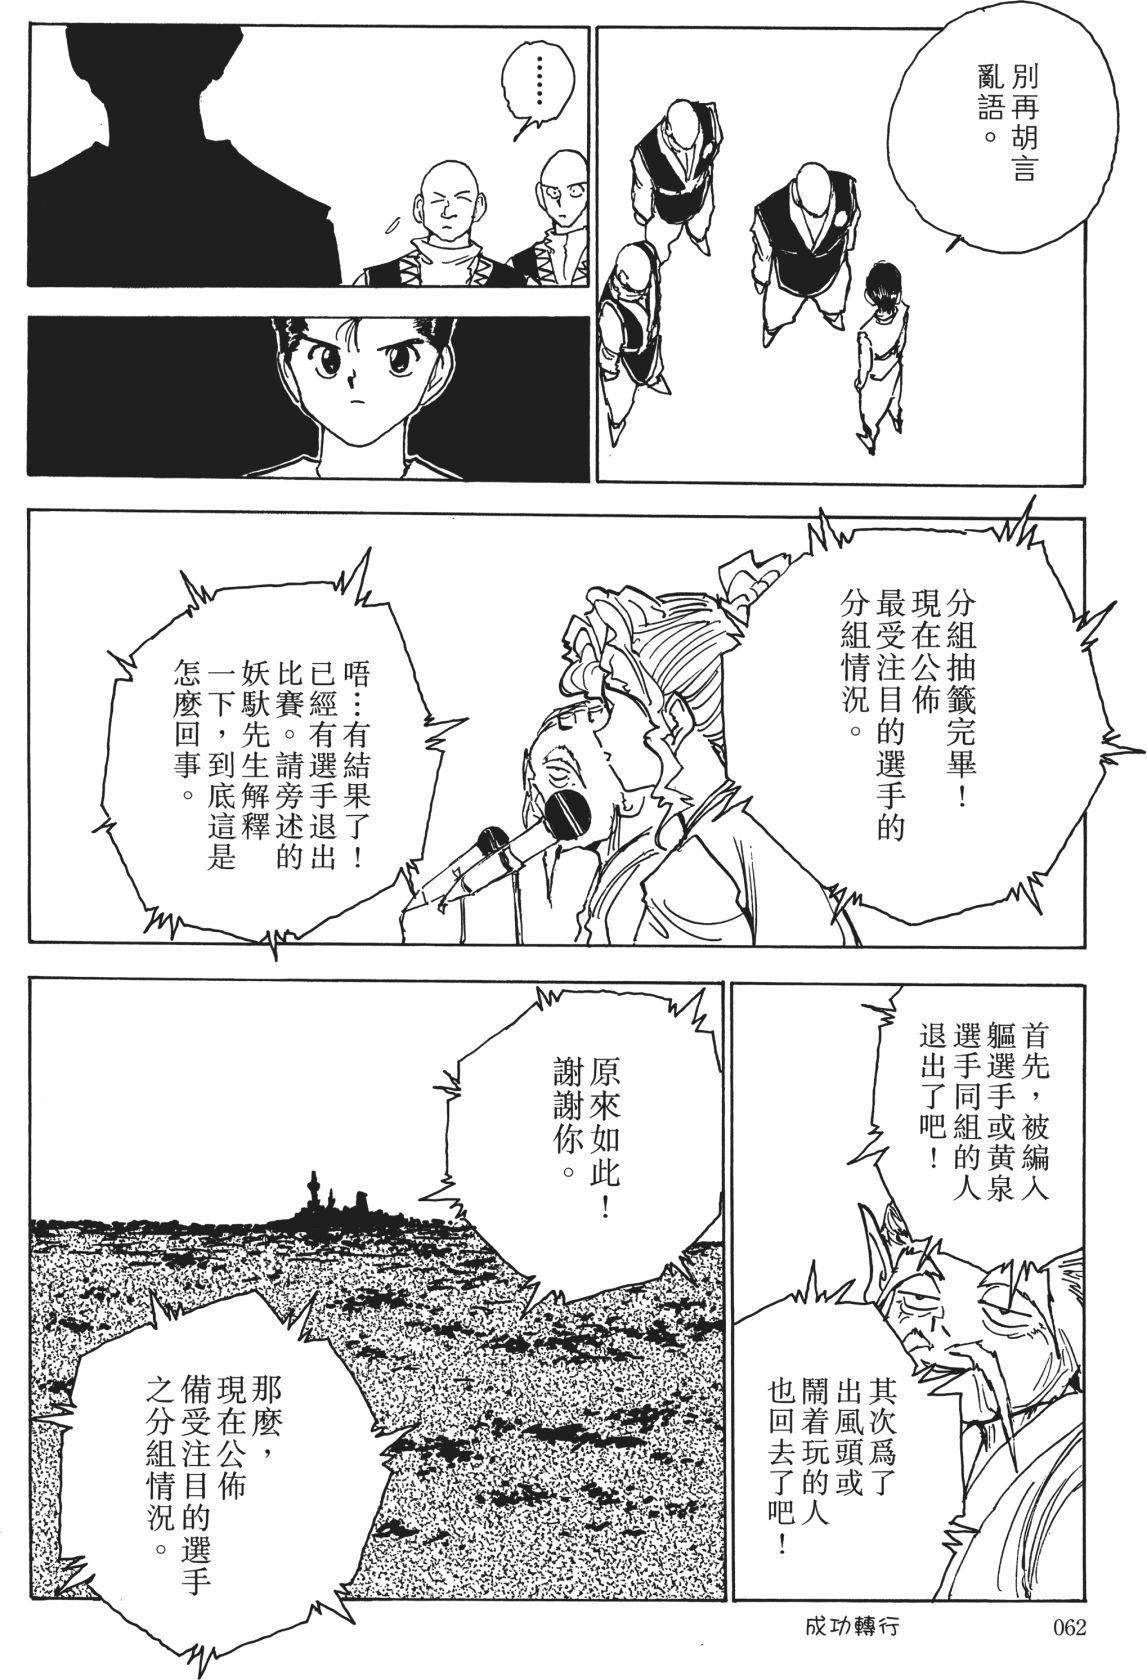 別再胡言
亂語。
………
分組抽籤完畢！
現在公佈
最受注目的選手的
分組情況。
唔…有結果了！
已經有選手退出
比賽。請旁述的
妖馱先生解釋
一下，到底這是
怎麼回事。
首先，被編入
軀選手或黄泉
選手同組的人
退出了吧！
其次爲了
出風頭或
鬧着玩的人
也回去了吧！
原來如此！
謝謝你。
那麼，
現在公佈
備受注目的選手
之分組情況。
成功轉行
062